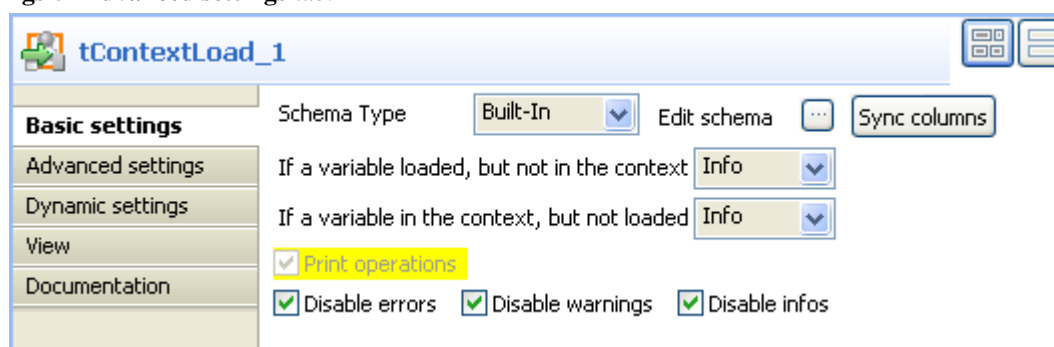 tContextLoad_1
Basic settings
Advanced settings
Dynamic settings
View
Documentation
Schema Type Built-In Edit schema ... Sync columns
If a variable loaded, but not in the context Info
If a variable in the context, but not loaded Info
Print operations
Disable errors Disable warnings Disable infos